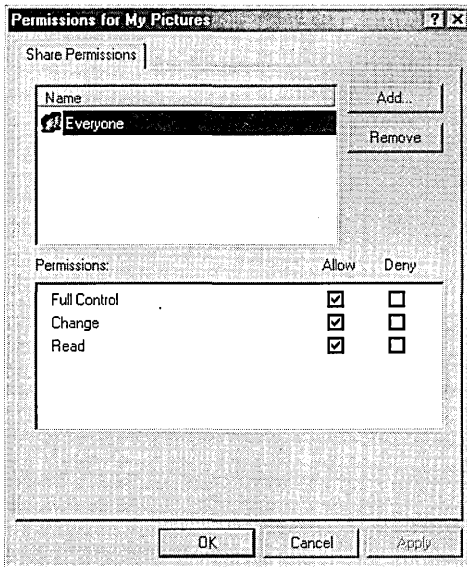 Permissions for My Pictures ? X
Share Permissions
Name
Add...
Everyone
Remove
Permissions: Allow Deny
Full Control
Change
Read
OK Cancel Apply